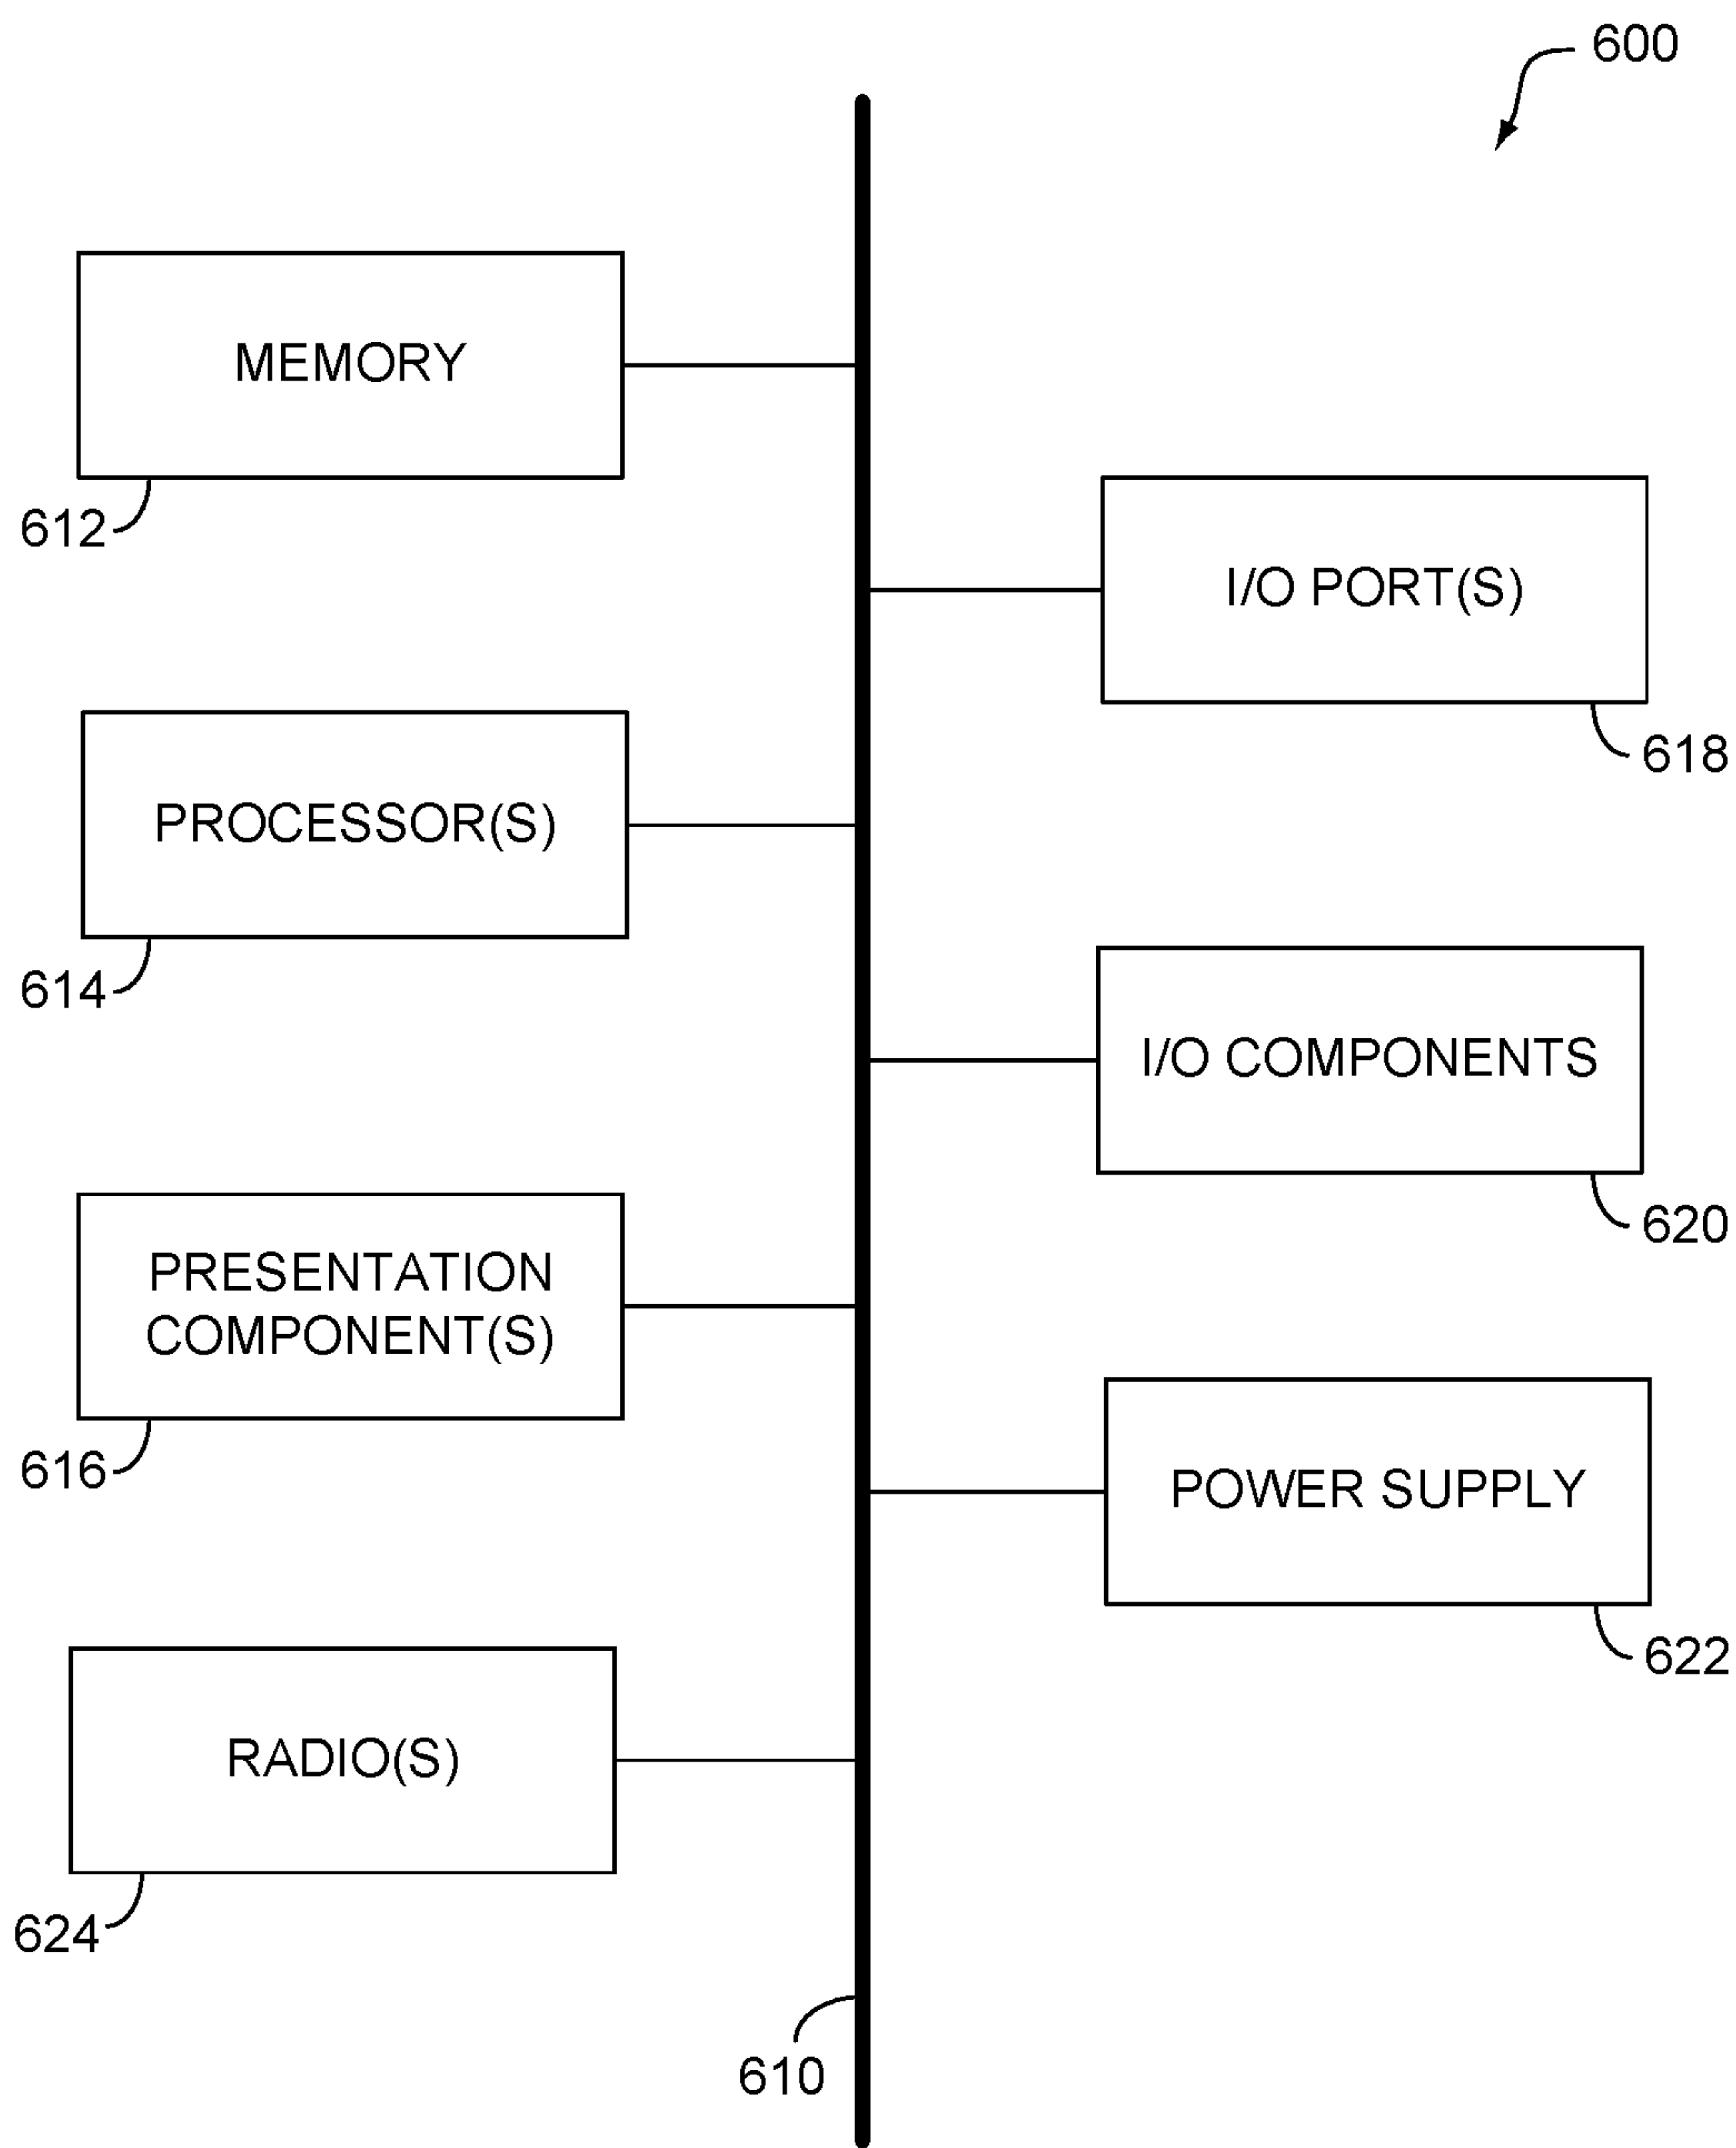 600
MEMORY
612
I/O PORT(S)
618
PROCESSOR(S)
614
I/O COMPONENTS
620
PRESENTATION
COMPONENT(S)
616
POWER SUPPLY
622
RADIO(S)
624
610